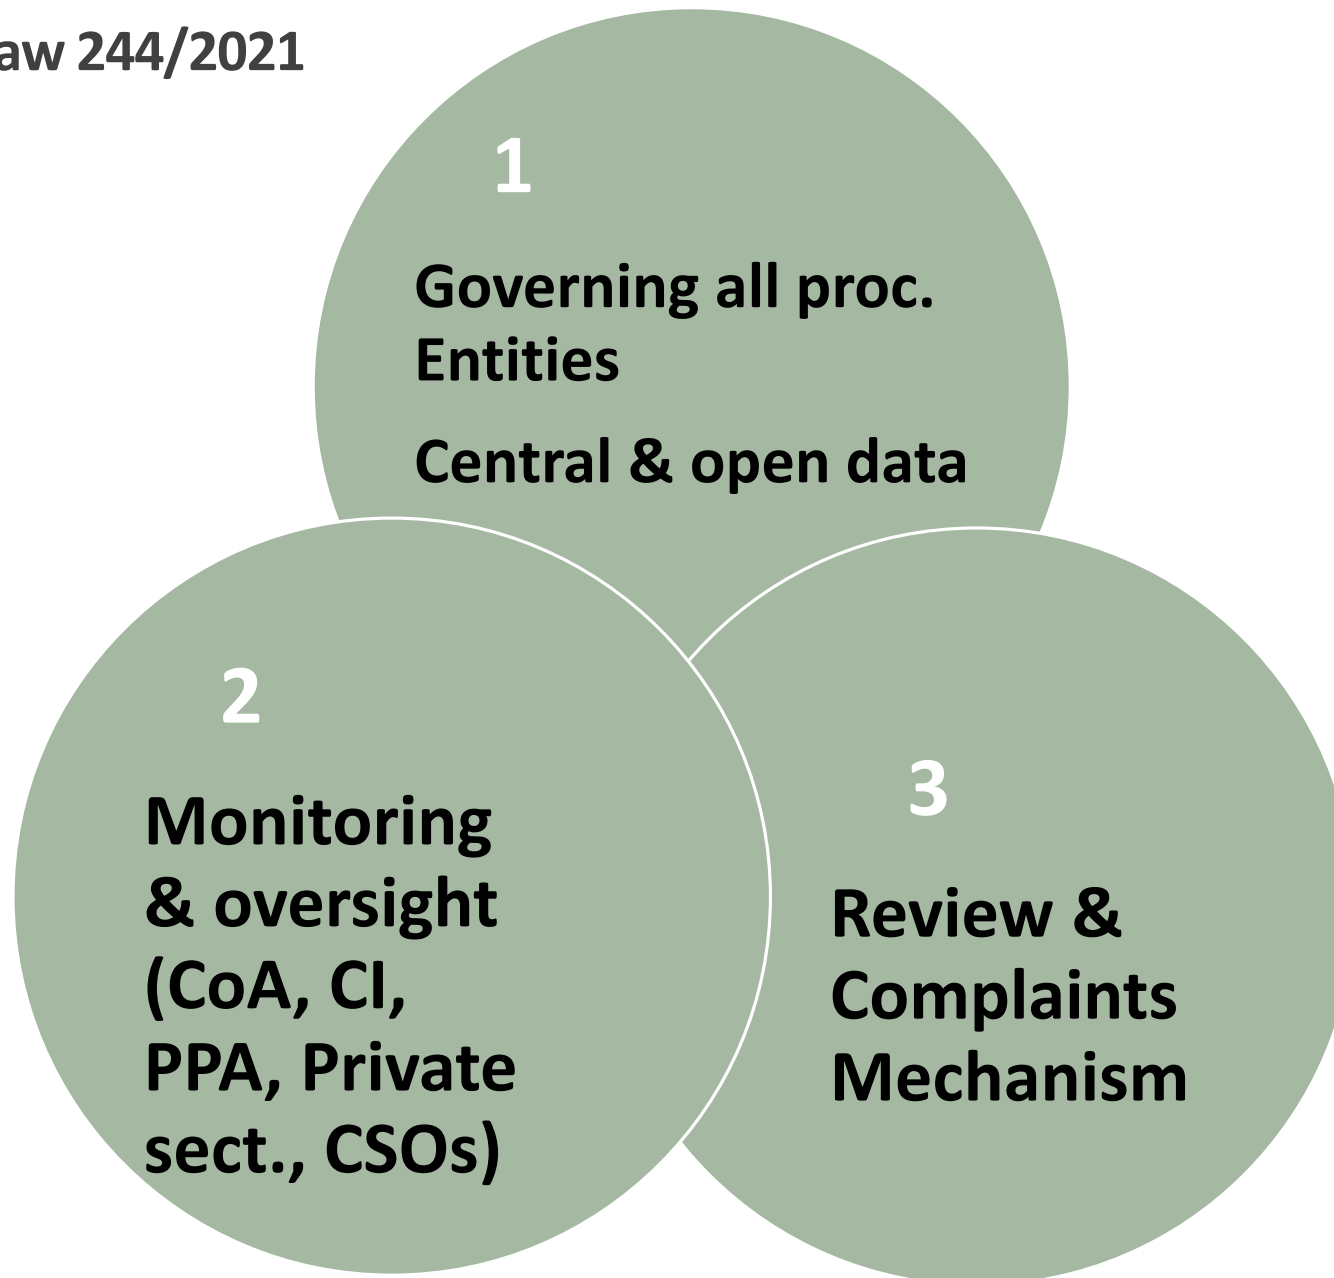 aw 244/2021
1
Governing all proc.
Entities
Central & open data
2
Monitoring
& oversight
(CoA, CI,
PPA, Private
sect., CSOs)
3
Review &
Complaints
Mechanism